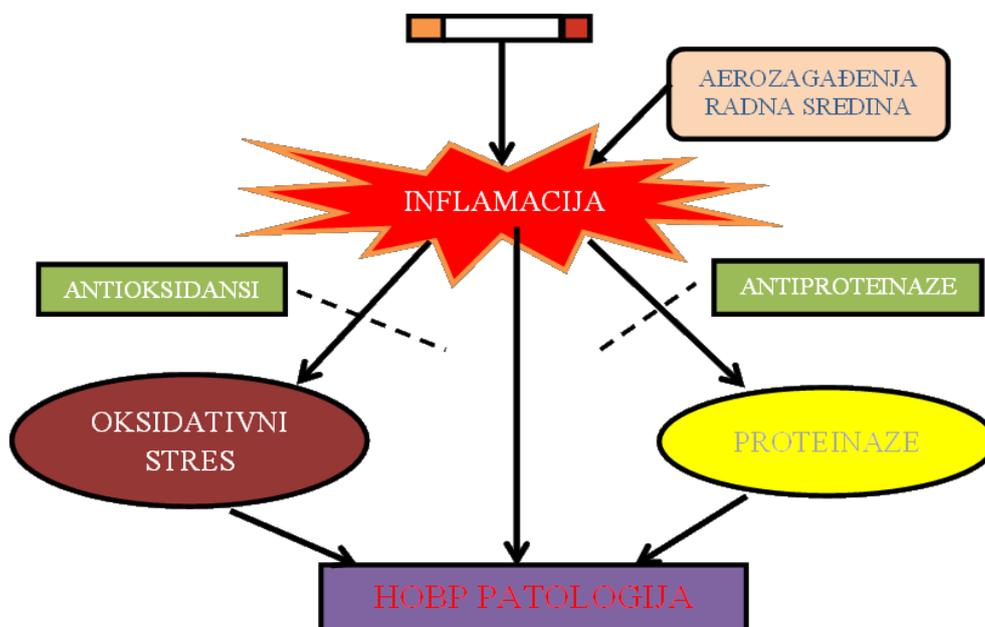 AEROZAGAĐENJA
RADNA SREDINA
INFLAMACIJA
ANTIOKSIDANSI
ANTIPROTEINAZE
OKSIDATIVNI
STRES
PROTEINAZE
HOBP PATOLOGIJA